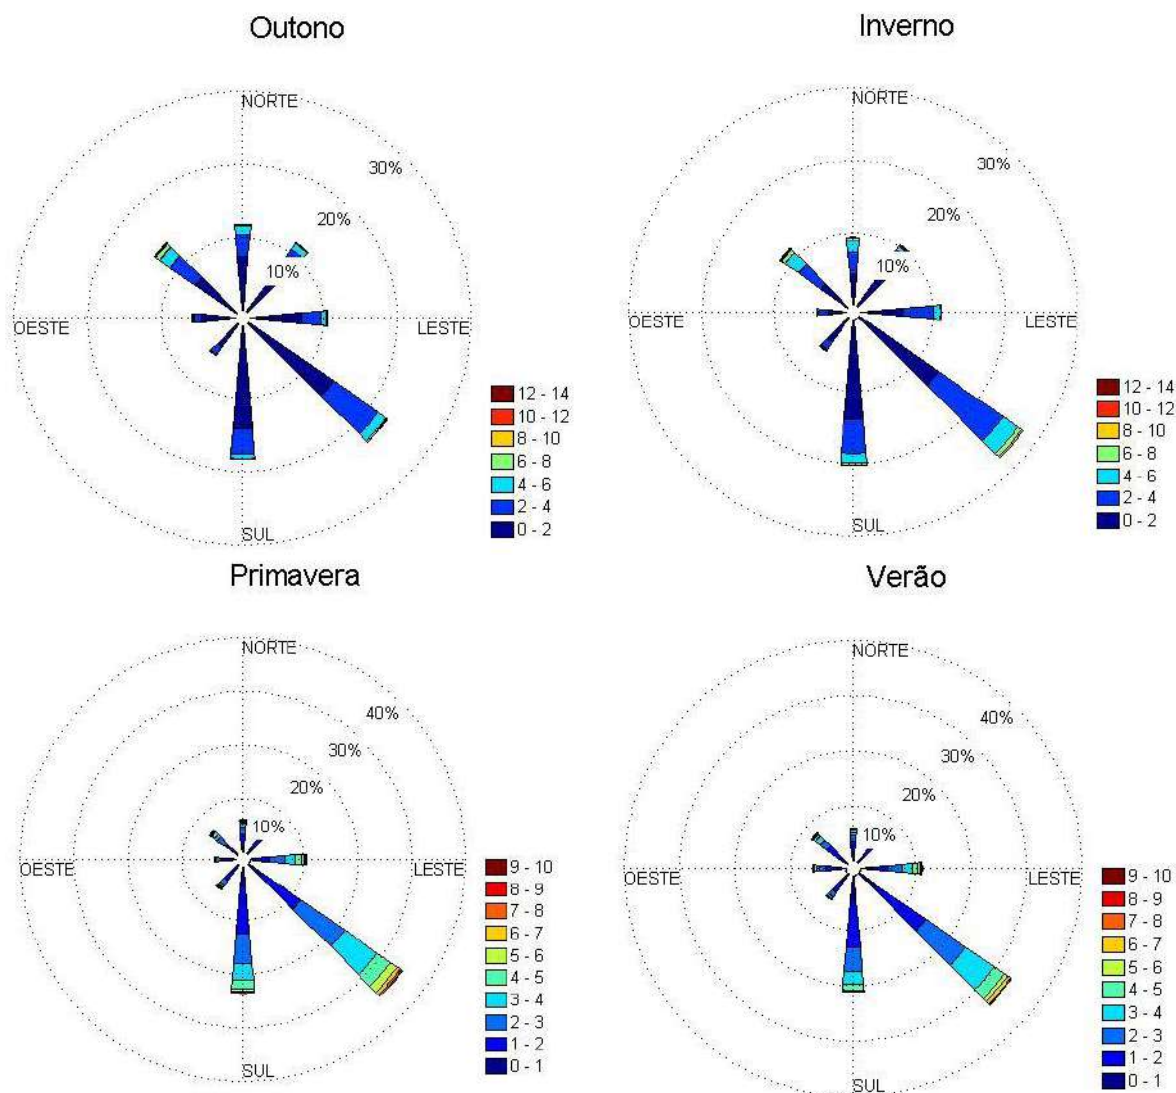 Outono
NORTE
30%
20%
10%
OESTE
LESTE
SUL
12 - 14
10 - 12
8 - 10
6 - 8
4 - 6
2 - 4
0 - 2
Inverno
NORTE
30%
20%
10%
OESTE
LESTE
SUL
12 - 14
10 - 12
8 - 10
6 - 8
4 - 6
2 - 4
0 - 2
Primavera
NORTE
40%
30%
20%
10%
OESTE
LESTE
SUL
9 - 10
8 - 9
7 - 8
6 - 7
5 - 6
4 - 5
3 - 4
2 - 3
1 - 2
0 - 1
Verão
NORTE
40%
30%
20%
10%
OESTE
LESTE
SUL
9 - 10
8 - 9
7 - 8
6 - 7
5 - 6
4 - 5
3 - 4
2 - 3
1 - 2
0 - 1